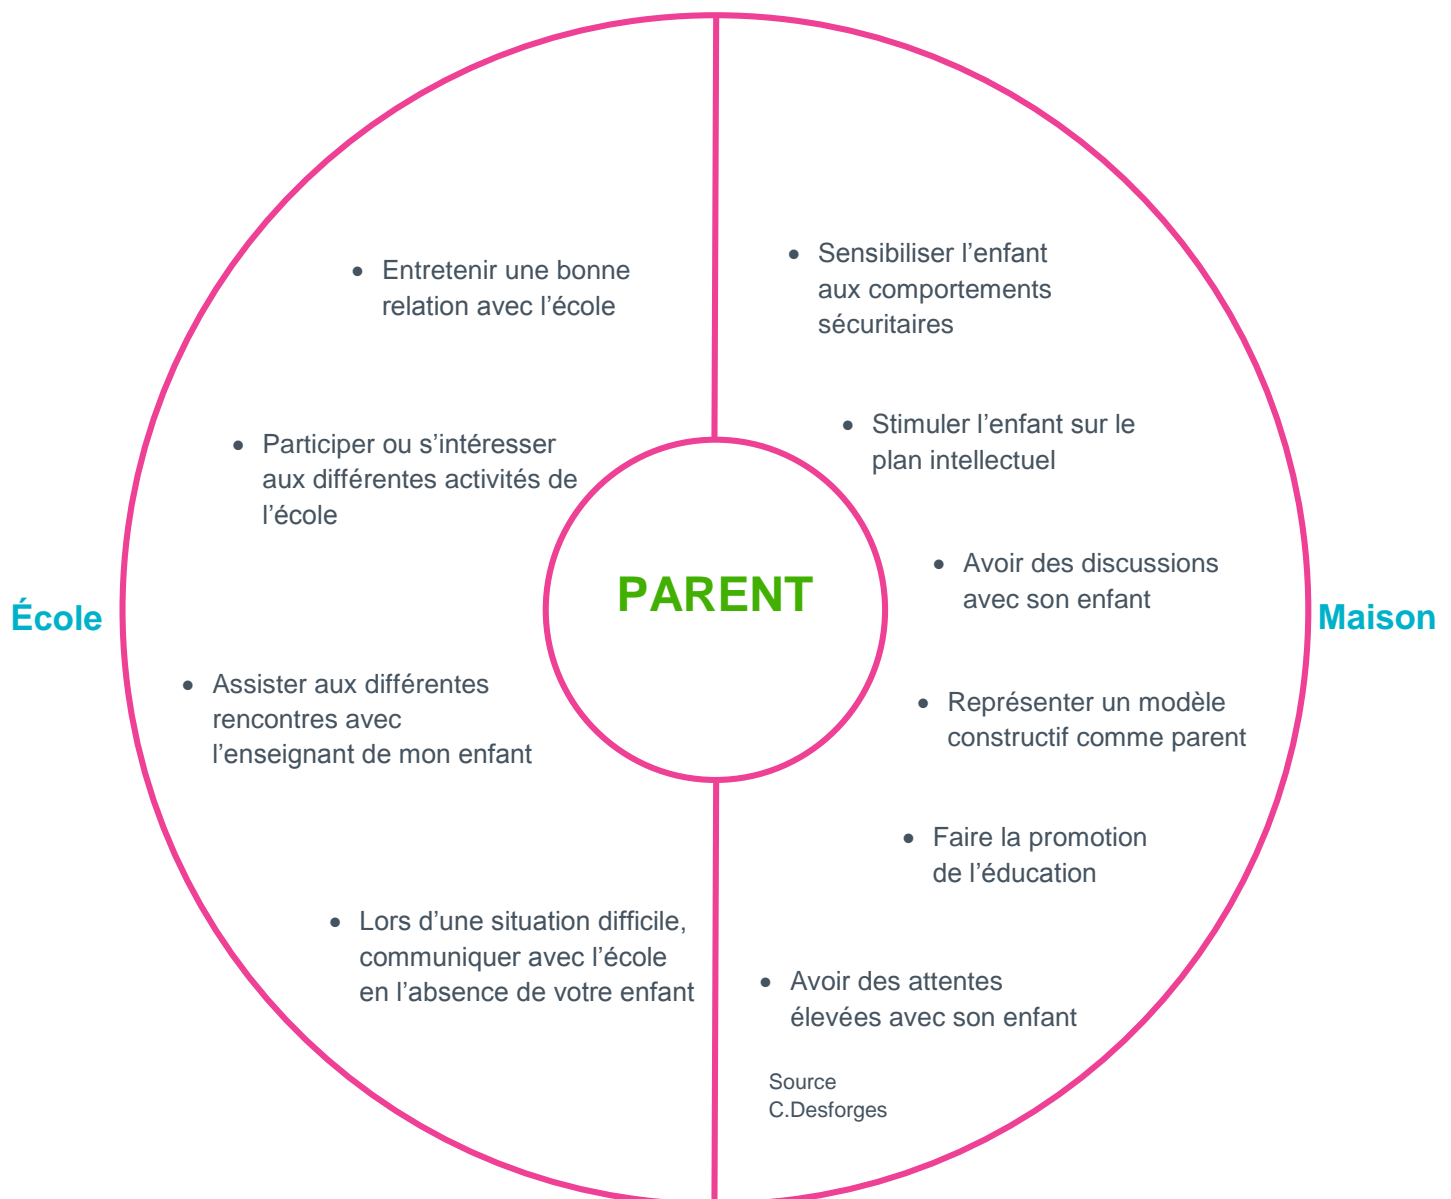 École
• Entretenir une bonne
relation avec l’école
• Participer ou s’intéresser
aux différentes activités de
l’école
• Assister aux différentes
rencontres avec
l’enseignant de mon enfant
• Lors d’une situation difficile,
communiquer avec l’école
en l’absence de votre enfant
PARENT
• Sensibiliser l’enfant
aux comportements
sécuritaires
• Stimuler l’enfant sur le
plan intellectuel
• Avoir des discussions
avec son enfant
• Représenter un modèle
constructif comme parent
• Faire la promotion
de l’éducation
• Avoir des attentes
élevées avec son enfant
Source
C.Desforges
Maison